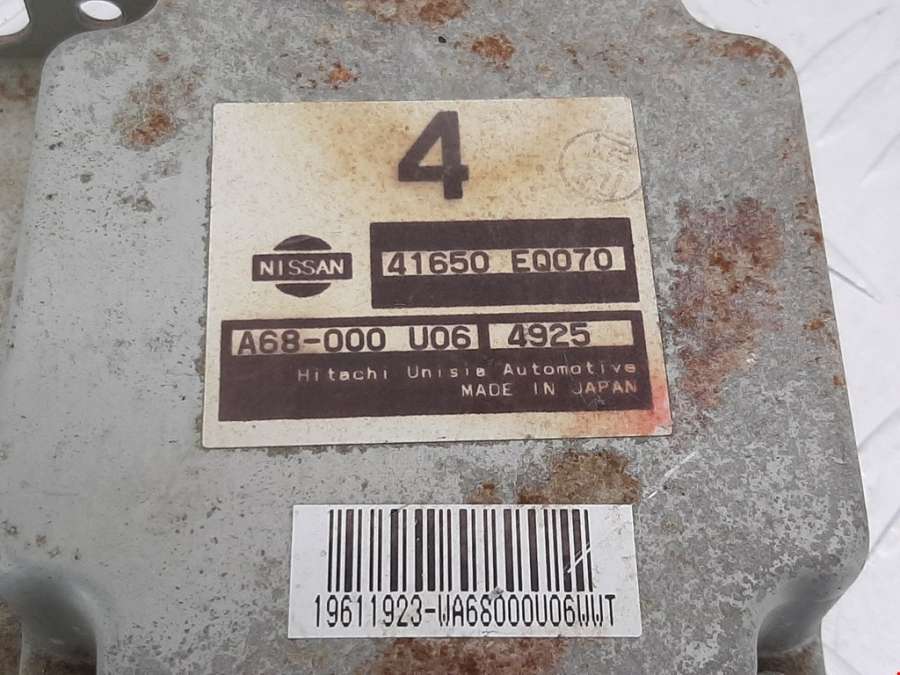 4
NISSAN
41650 EQ070
A68-000 U06 4925
Hitachi Unisia Automotive
MADE IN JAPAN
19611923-WA68000U06WWT